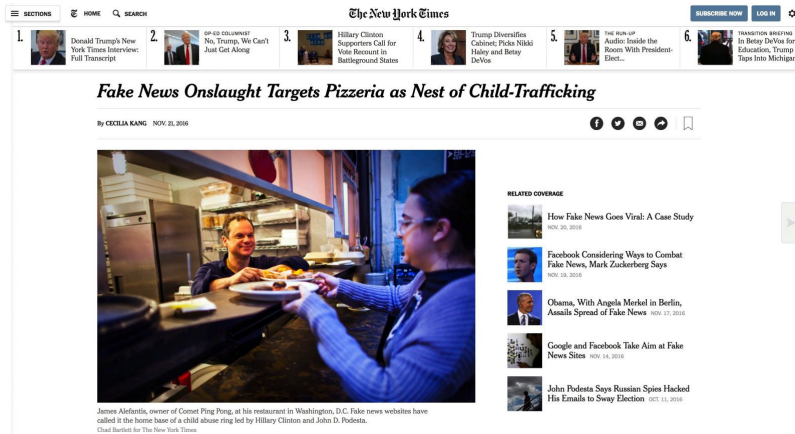 SECTIONS HOME SEARCH The New York Times SUBSCRIBE NOW LOG IN
1. Donald Trump's New
York Times Interview:
Full Transcript
2. OP-ED COLUMNIST
No, Trump, We Can't
Just Get Along
3. Hillary Clinton
Supporters Call for
Vote Recount in
Battleground States
4. Trump Diversifies
Cabinet; Picks Nikki
Haley and Betsy
DeVos
5. THE RUN-UP
Audio: Inside the
Room With President-
Elect...
6. TRANSITION BRIEFING
In Betsy DeVos for
Education, Trump
Taps Into Michigan
Fake News Onslaught Targets Pizzeria as Nest of Child-Trafficking
By CECILIA KANG NOV. 21, 2016
RELATED COVERAGE
How Fake News Goes Viral: A Case Study
NOV. 20, 2016
Facebook Considering Ways to Combat
Fake News, Mark Zuckerberg Says
NOV. 19, 2016
Obama, With Angela Merkel in Berlin,
Assails Spread of Fake News NOV. 17, 2016
Google and Facebook Take Aim at Fake
News Sites NOV. 14, 2016
John Podesta Says Russian Spies Hacked
His Emails to Sway Election OCT. 11, 2016
James Alefantis, owner of Comet Ping Pong, at his restaurant in Washington, D.C. Fake news websites have
called it the home base of a child abuse ring led by Hillary Clinton and John D. Podesta.
Chad Bartlett for The New York Times